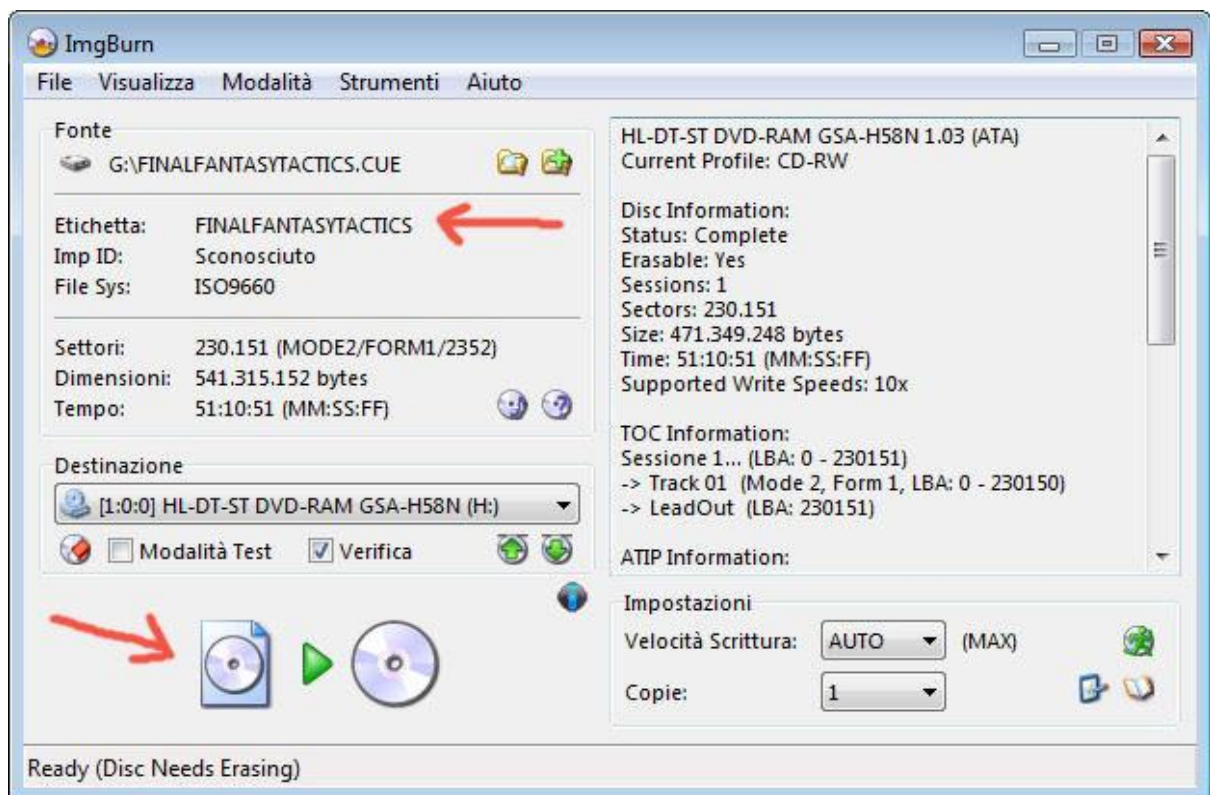 ImgBurn
File Visualizza Modalità Strumenti Aiuto
Fonte
G:\FINALFANTASYTACTICS.CUE
Etichetta: FINALFANTASYTACTICS
Imp ID: Sconosciuto
File Sys: ISO9660
Settori: 230.151 (MODE2/FORM1/2352)
Dimensioni: 541.315.152 bytes
Tempo: 51:10:51 (MM:SS:FF)
Destinazione
[1:0:0] HL-DT-ST DVD-RAM GSA-H58N (H:)
Modalità Test Verifica
HL-DT-ST DVD-RAM GSA-H58N 1.03 (ATA)
Current Profile: CD-RW
Disc Information:
Status: Complete
Erasable: Yes
Sessions: 1
Sectors: 230.151
Size: 471.349.248 bytes
Time: 51:10:51 (MM:SS:FF)
Supported Write Speeds: 10x
TOC Information:
Sessione 1... (LBA: 0 - 230151)
-> Track 01 (Mode 2, Form 1, LBA: 0 - 230150)
-> LeadOut (LBA: 230151)
ATIP Information:
Impostazioni
Velocità Scrittura: AUTO (MAX)
Copie: 1
Ready (Disc Needs Erasing)